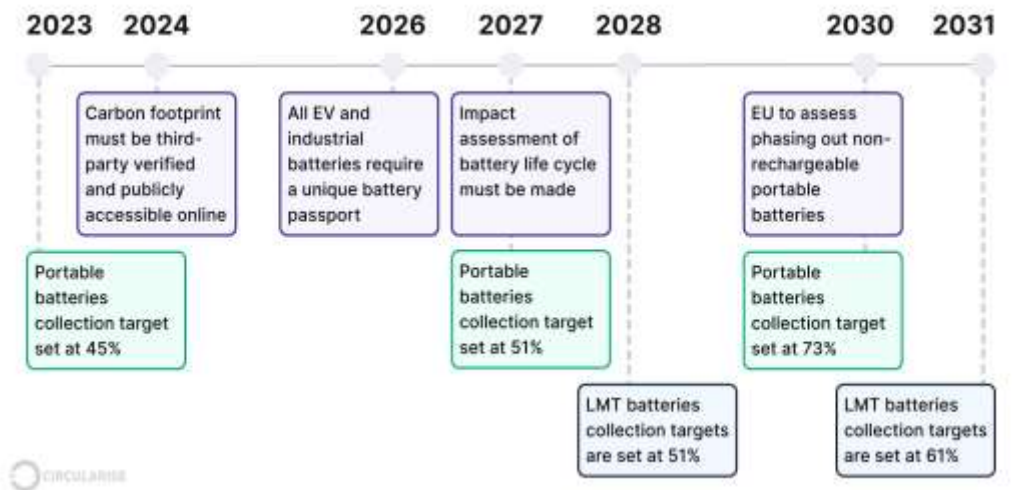 2023 2024 2026 2027 2028 2030 2031
Carbon footprint
must be third-
party verified
and publicly
accessible online
All EV and
industrial
batteries require
a unique battery
passport
Impact
assessment of
battery life cycle
must be made
EU to assess
phasing out non-
rechargeable
portable
batteries
Portable
batteries
collection target
set at 45%
Portable
batteries
collection target
set at 51%
Portable
batteries
collection target
set at 73%
LMT batteries
collection targets
are set at 51%
LMT batteries
collection targets
are set at 61%
CIRCULARISE